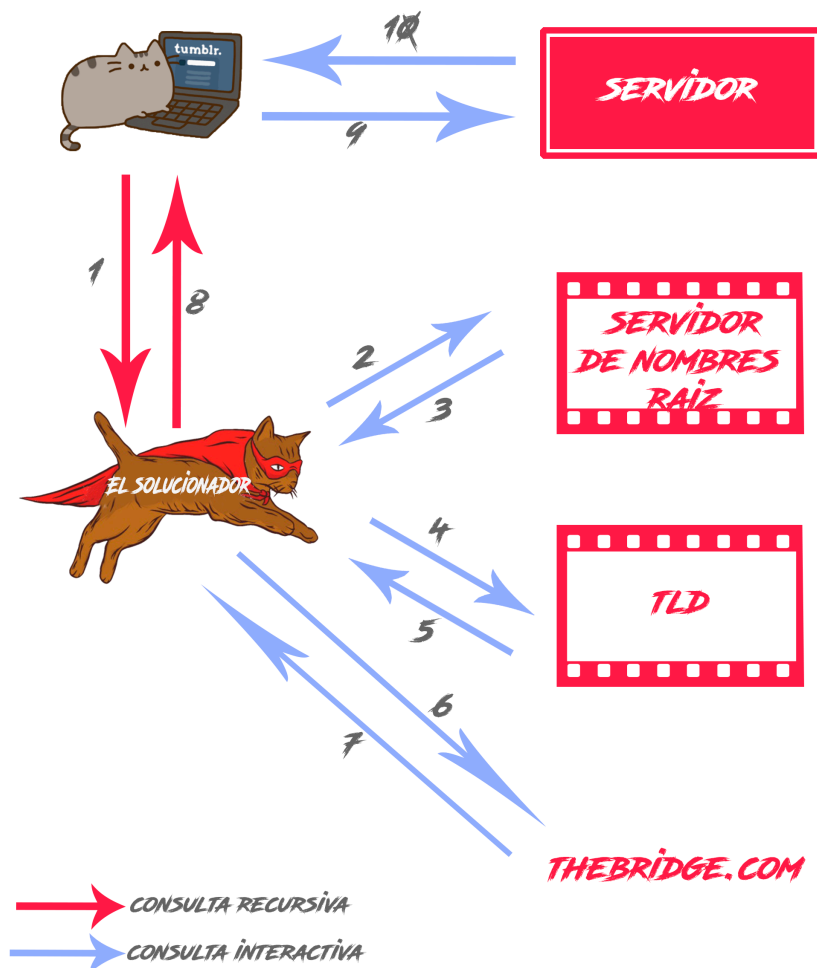 10
tumblr.
SERVIDOR
9
1
8
SERVIDOR
DE NOMBRES
RAIZ
2
3
EL SOLUCIONADOR
4
TLD
5
6
7
THEBRIDGE.COM
CONSULTA RECURSIVA
CONSULTA INTERACTIVA